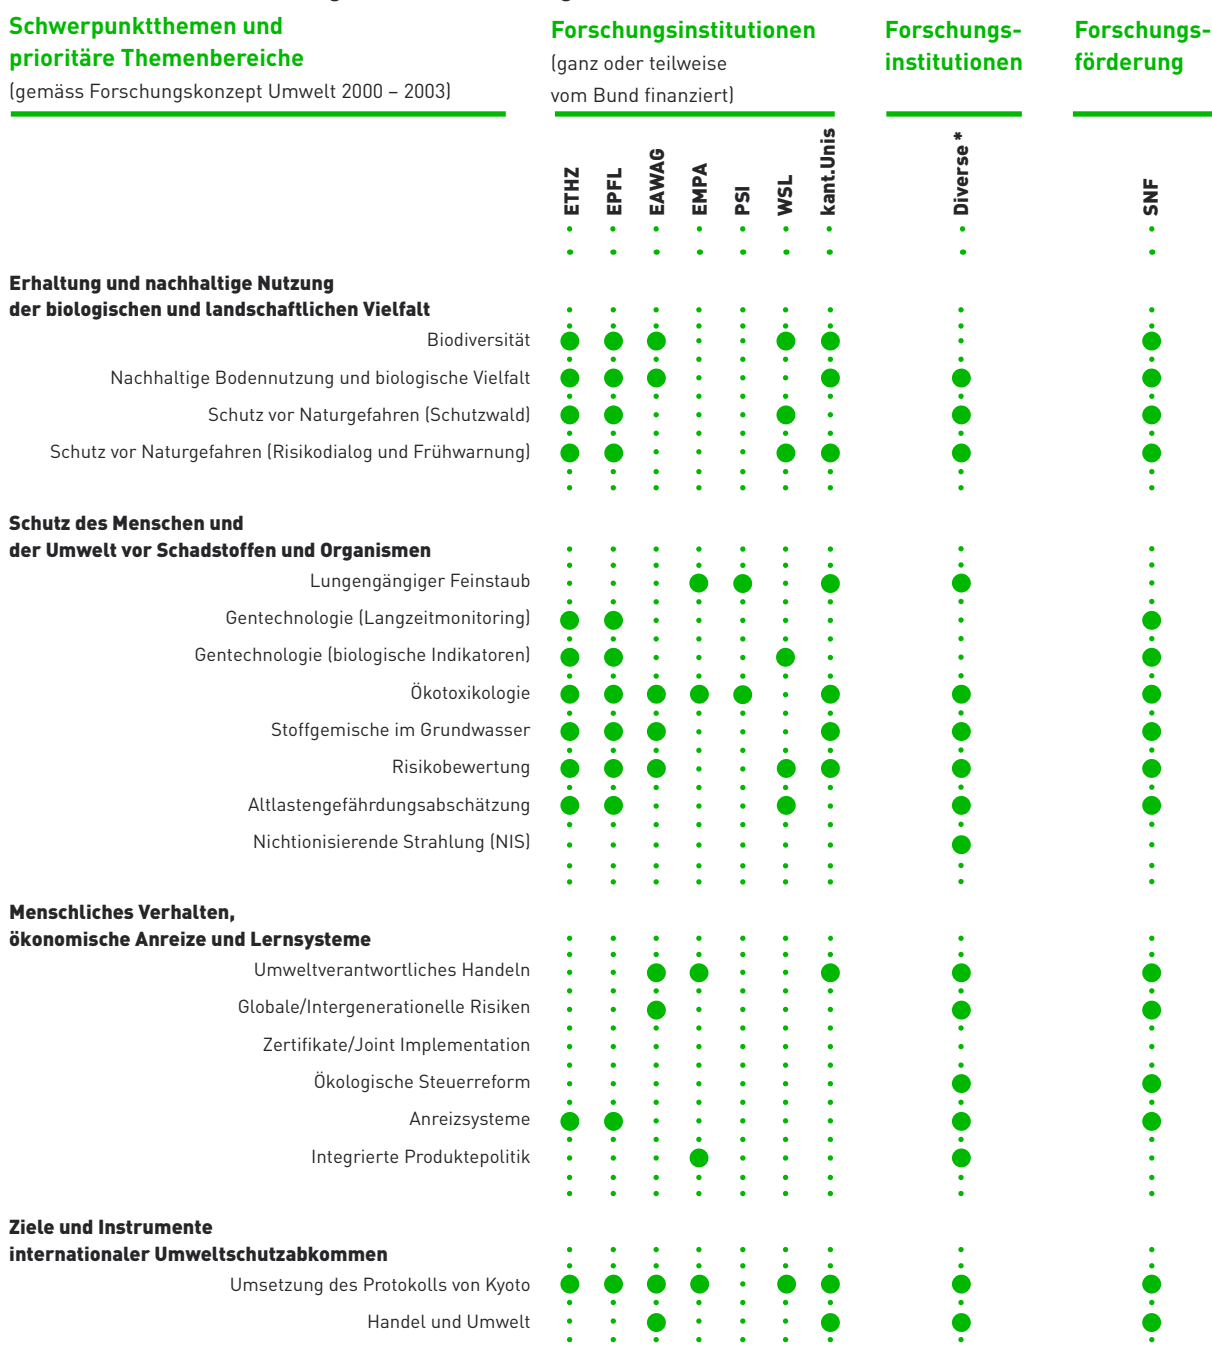 Schwerpunktthemen und
prioritäre Themenbereiche
(gemäss Forschungskonzept Umwelt 2000 – 2003)
Forschungsinstitutionen
(ganz oder teilweise
vom Bund finanziert)
Forschungs-
institutionen
Forschungs-
förderung
ETHZ
EPFL
EAWAG
EMPA
PSI
WSL
kant.Unis
Diverse *
SNF
Erhaltung und nachhaltige Nutzung
der biologischen und landschaftlichen Vielfalt
Biodiversität
Nachhaltige Bodennutzung und biologische Vielfalt
Schutz vor Naturgefahren (Schutzwald)
Schutz vor Naturgefahren (Risikodialog und Frühwarnung)
Schutz des Menschen und
der Umwelt vor Schadstoffen und Organismen
Lungengängiger Feinstaub
Gentechnologie (Langzeitmonitoring)
Gentechnologie (biologische Indikatoren)
Ökotoxikologie
Stoffgemische im Grundwasser
Risikobewertung
Altlastengefährdungsabschätzung
Nichtionisierende Strahlung (NIS)
Menschliches Verhalten,
ökonomische Anreize und Lernsysteme
Umweltverantwortliches Handeln
Globale/Intergenerationelle Risiken
Zertifikate/Joint Implementation
Ökologische Steuerreform
Anreizsysteme
Integrierte Produktepolitik
Ziele und Instrumente
internationaler Umweltschutzabkommen
Umsetzung des Protokolls von Kyoto
Handel und Umwelt